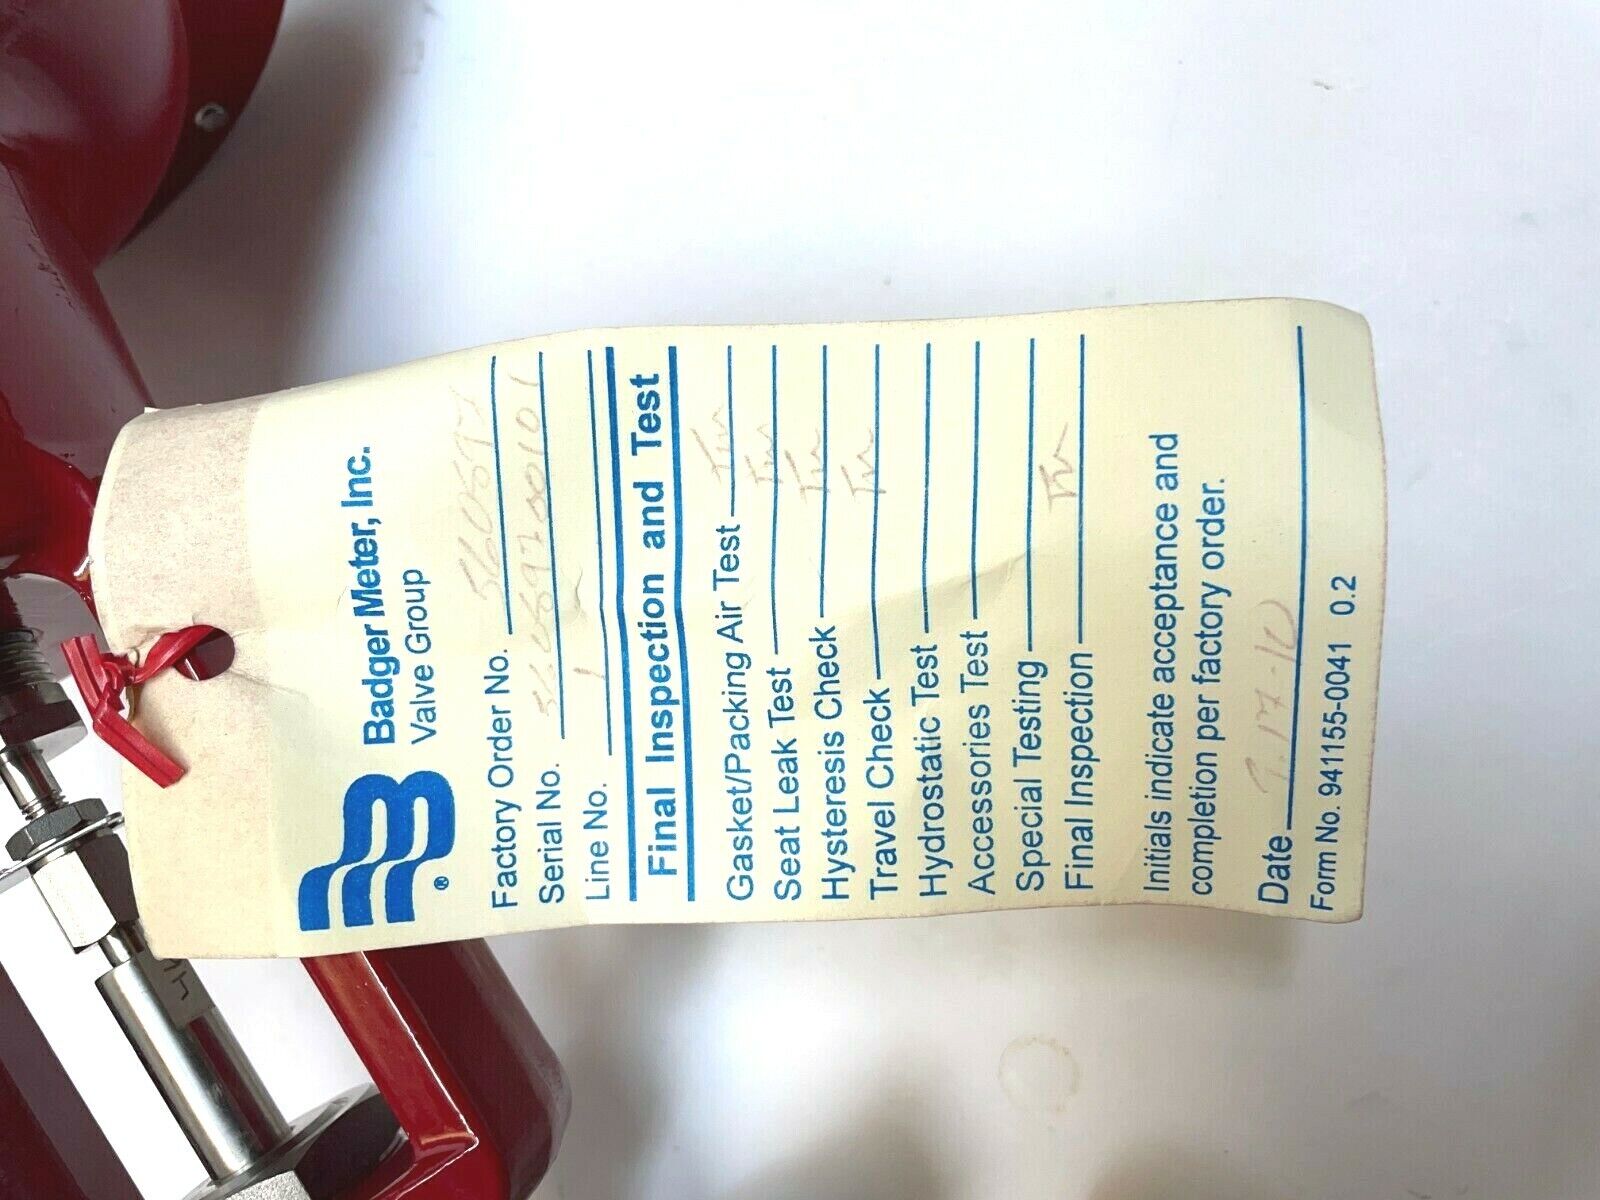 Badger Meter, Inc.
Valve Group
®
Factory Order No.
Serial No.
Line No. 1
Final Inspection and Test
Gasket/Packing Air Test
Seat Leak Test
Hysteresis Check
Travel Check
Hydrostatic Test
Accessories Test
Special Testing
Final Inspection
Initials indicate acceptance and
completion per factory order.
Date
Form No. 941155-0041 0.2